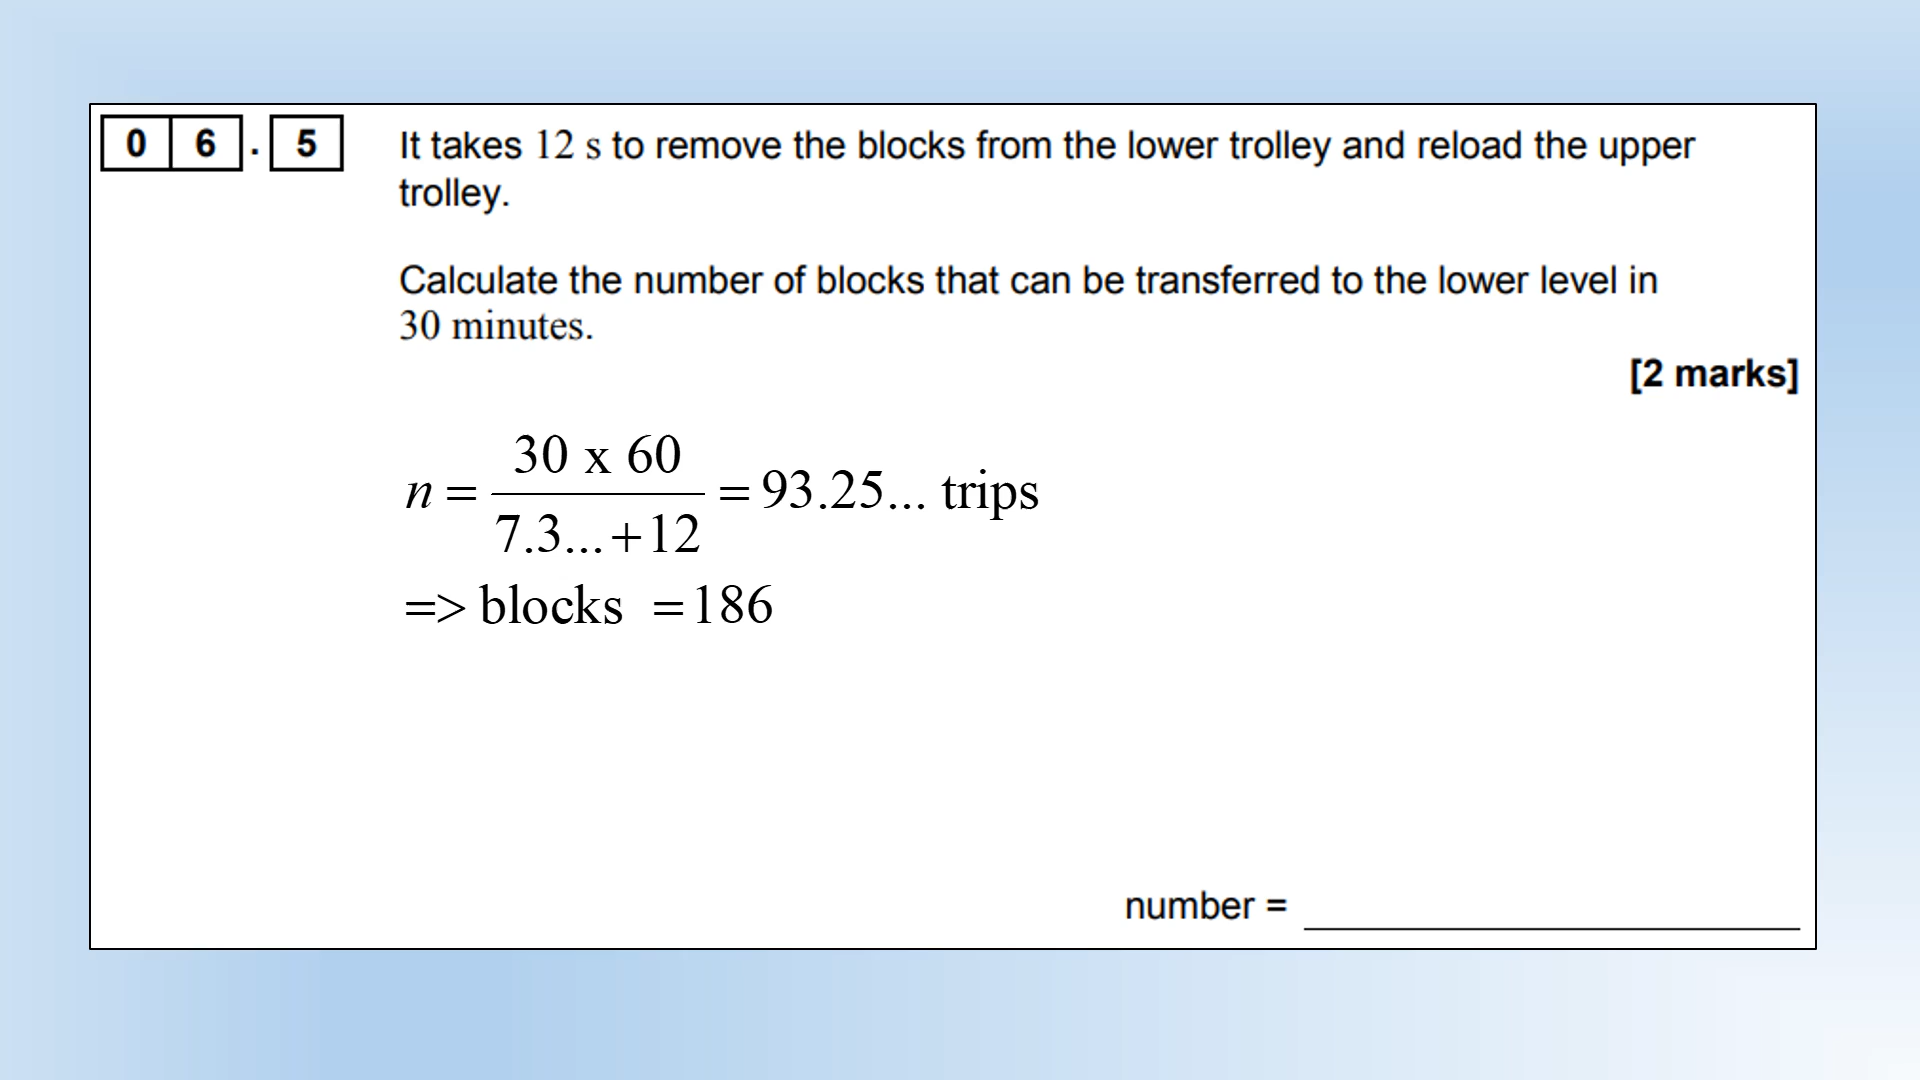 06.5 It takes 12 s to remove the blocks from the lower trolley and reload the upper
trolley.
Calculate the number of blocks that can be transferred to the lower level in
30 minutes.
[2 marks]
n = 30 x 60 / 7.3...+12 = 93.25... trips
=> blocks = 186
number =